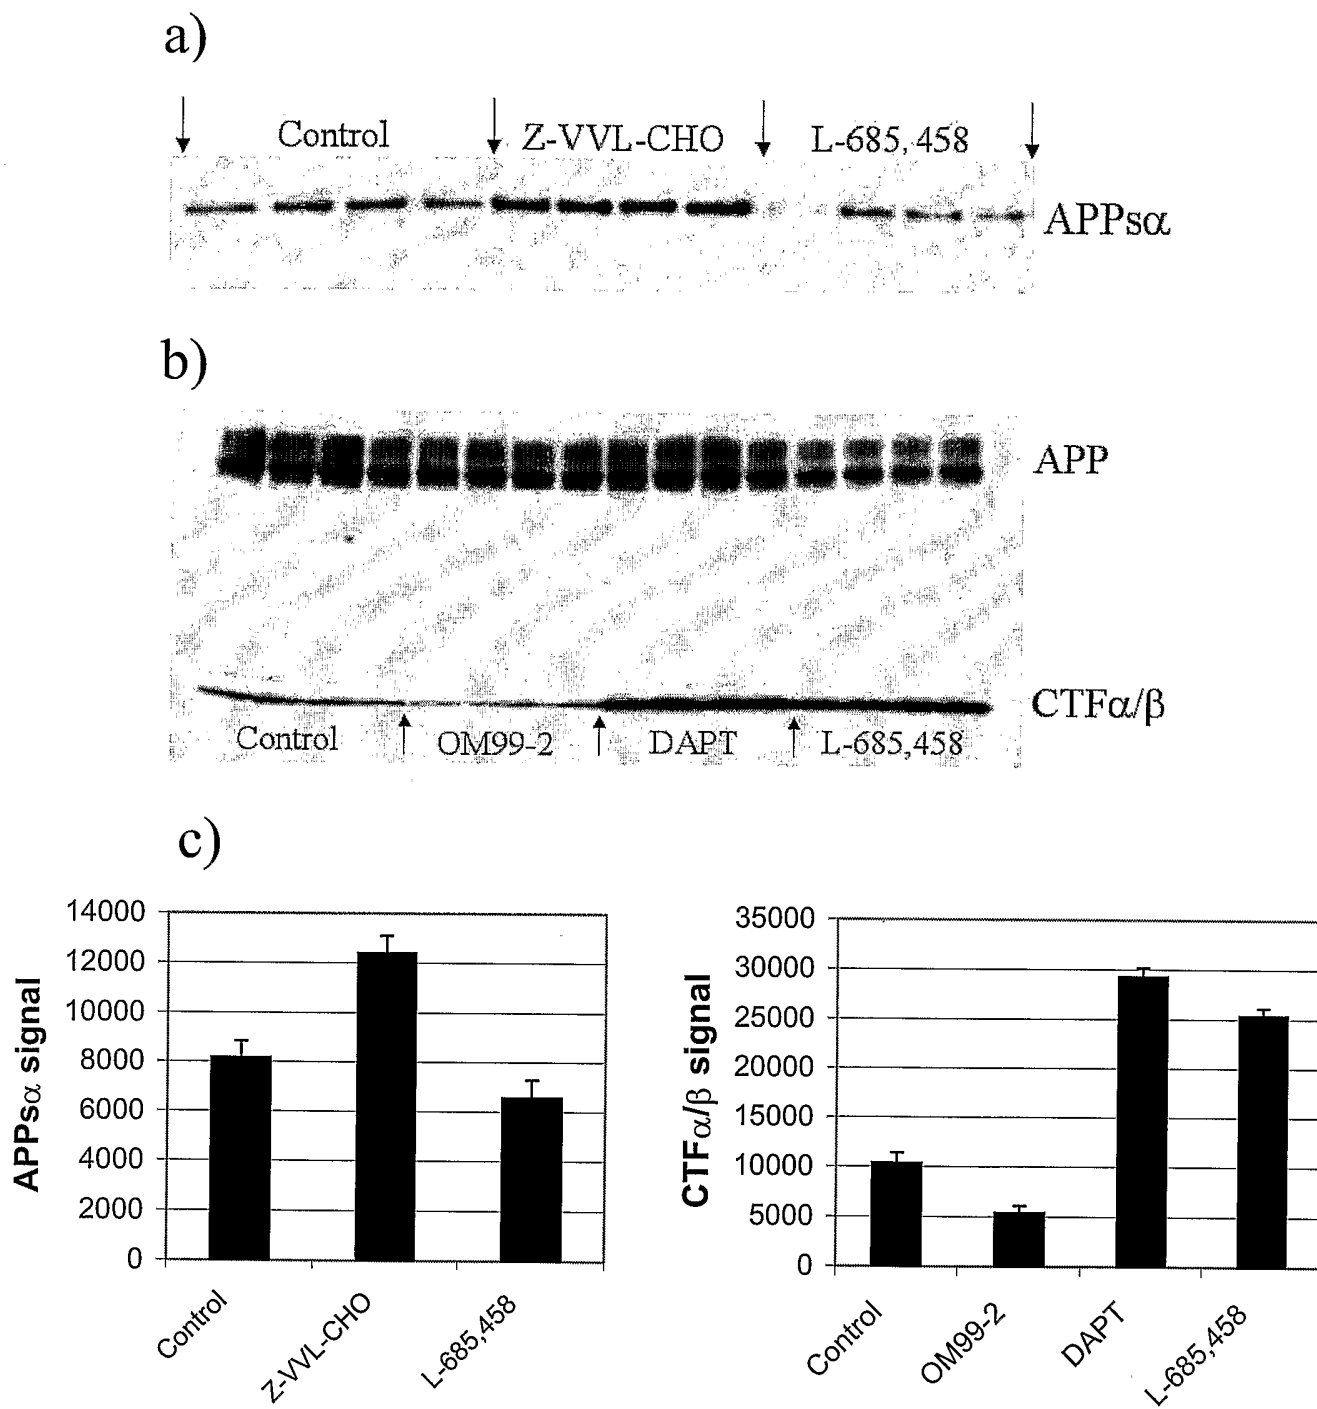 a)
Control
Z-VVL-CHO
L-685,458
APPsα
b)
APP
CTFα/β
Control
OM99-2
DAPT
L-685,458
c)
APPsα signal
14000
12000
10000
8000
6000
4000
2000
0
Control
Z-VVL-CHO
L-685,458
CTFα/β signal
35000
30000
25000
20000
15000
10000
5000
0
Control
OM99-2
DAPT
L-685,458